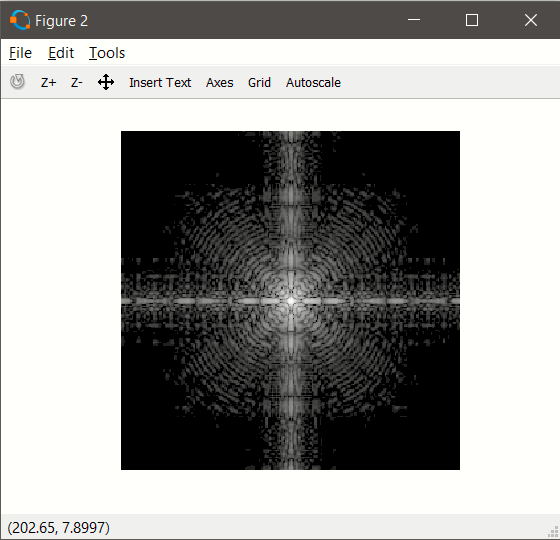 Figure 2
File Edit Tools
Z+ Z- Insert Text Axes Grid Autoscale
(202.65, 7.8997)